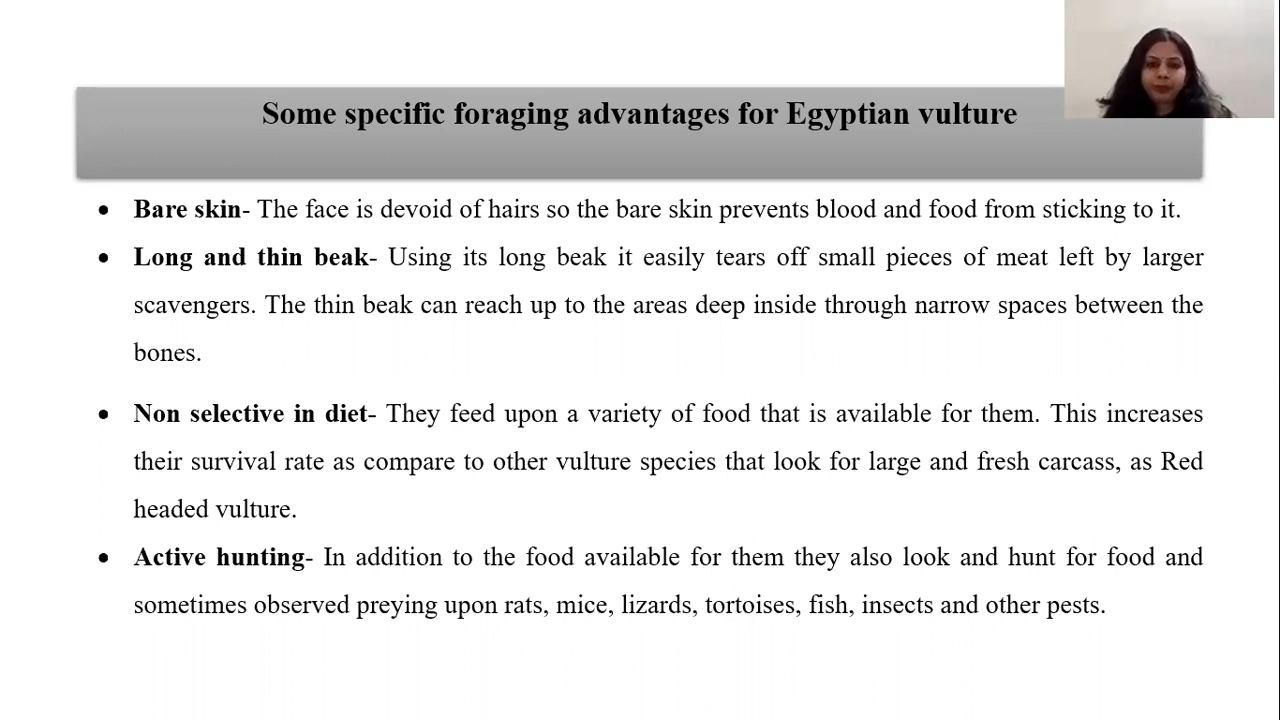 Some specific foraging advantages for Egyptian vulture
• Bare skin- The face is devoid of hairs so the bare skin prevents blood and food from sticking to it.
• Long and thin beak- Using its long beak it easily tears off small pieces of meat left by larger
scavengers. The thin beak can reach up to the areas deep inside through narrow spaces between the
bones.
• Non selective in diet- They feed upon a variety of food that is available for them. This increases
their survival rate as compare to other vulture species that look for large and fresh carcass, as Red
headed vulture.
• Active hunting- In addition to the food available for them they also look and hunt for food and
sometimes observed preying upon rats, mice, lizards, tortoises, fish, insects and other pests.